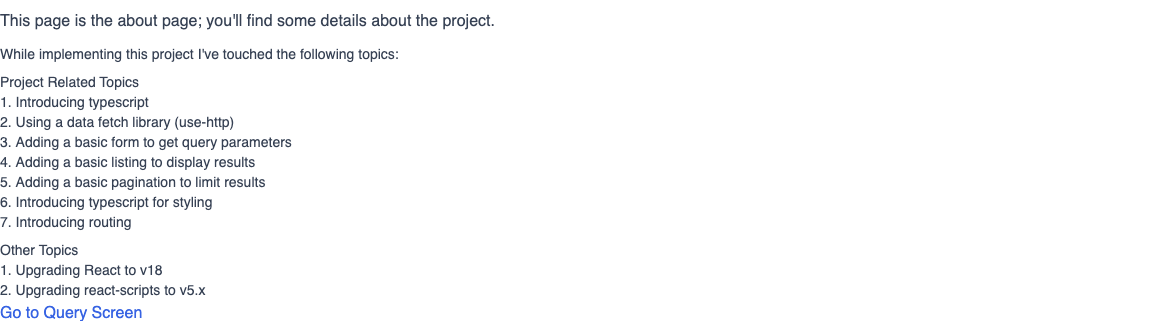 This page is the about page; you'll find some details about the project.
While implementing this project I've touched the following topics:
Project Related Topics
1. Introducing typescript
2. Using a data fetch library (use-http)
3. Adding a basic form to get query parameters
4. Adding a basic listing to display results
5. Adding a basic pagination to limit results
6. Introducing typescript for styling
7. Introducing routing
Other Topics
1. Upgrading React to v18
2. Upgrading react-scripts to v5.x
Go to Query Screen